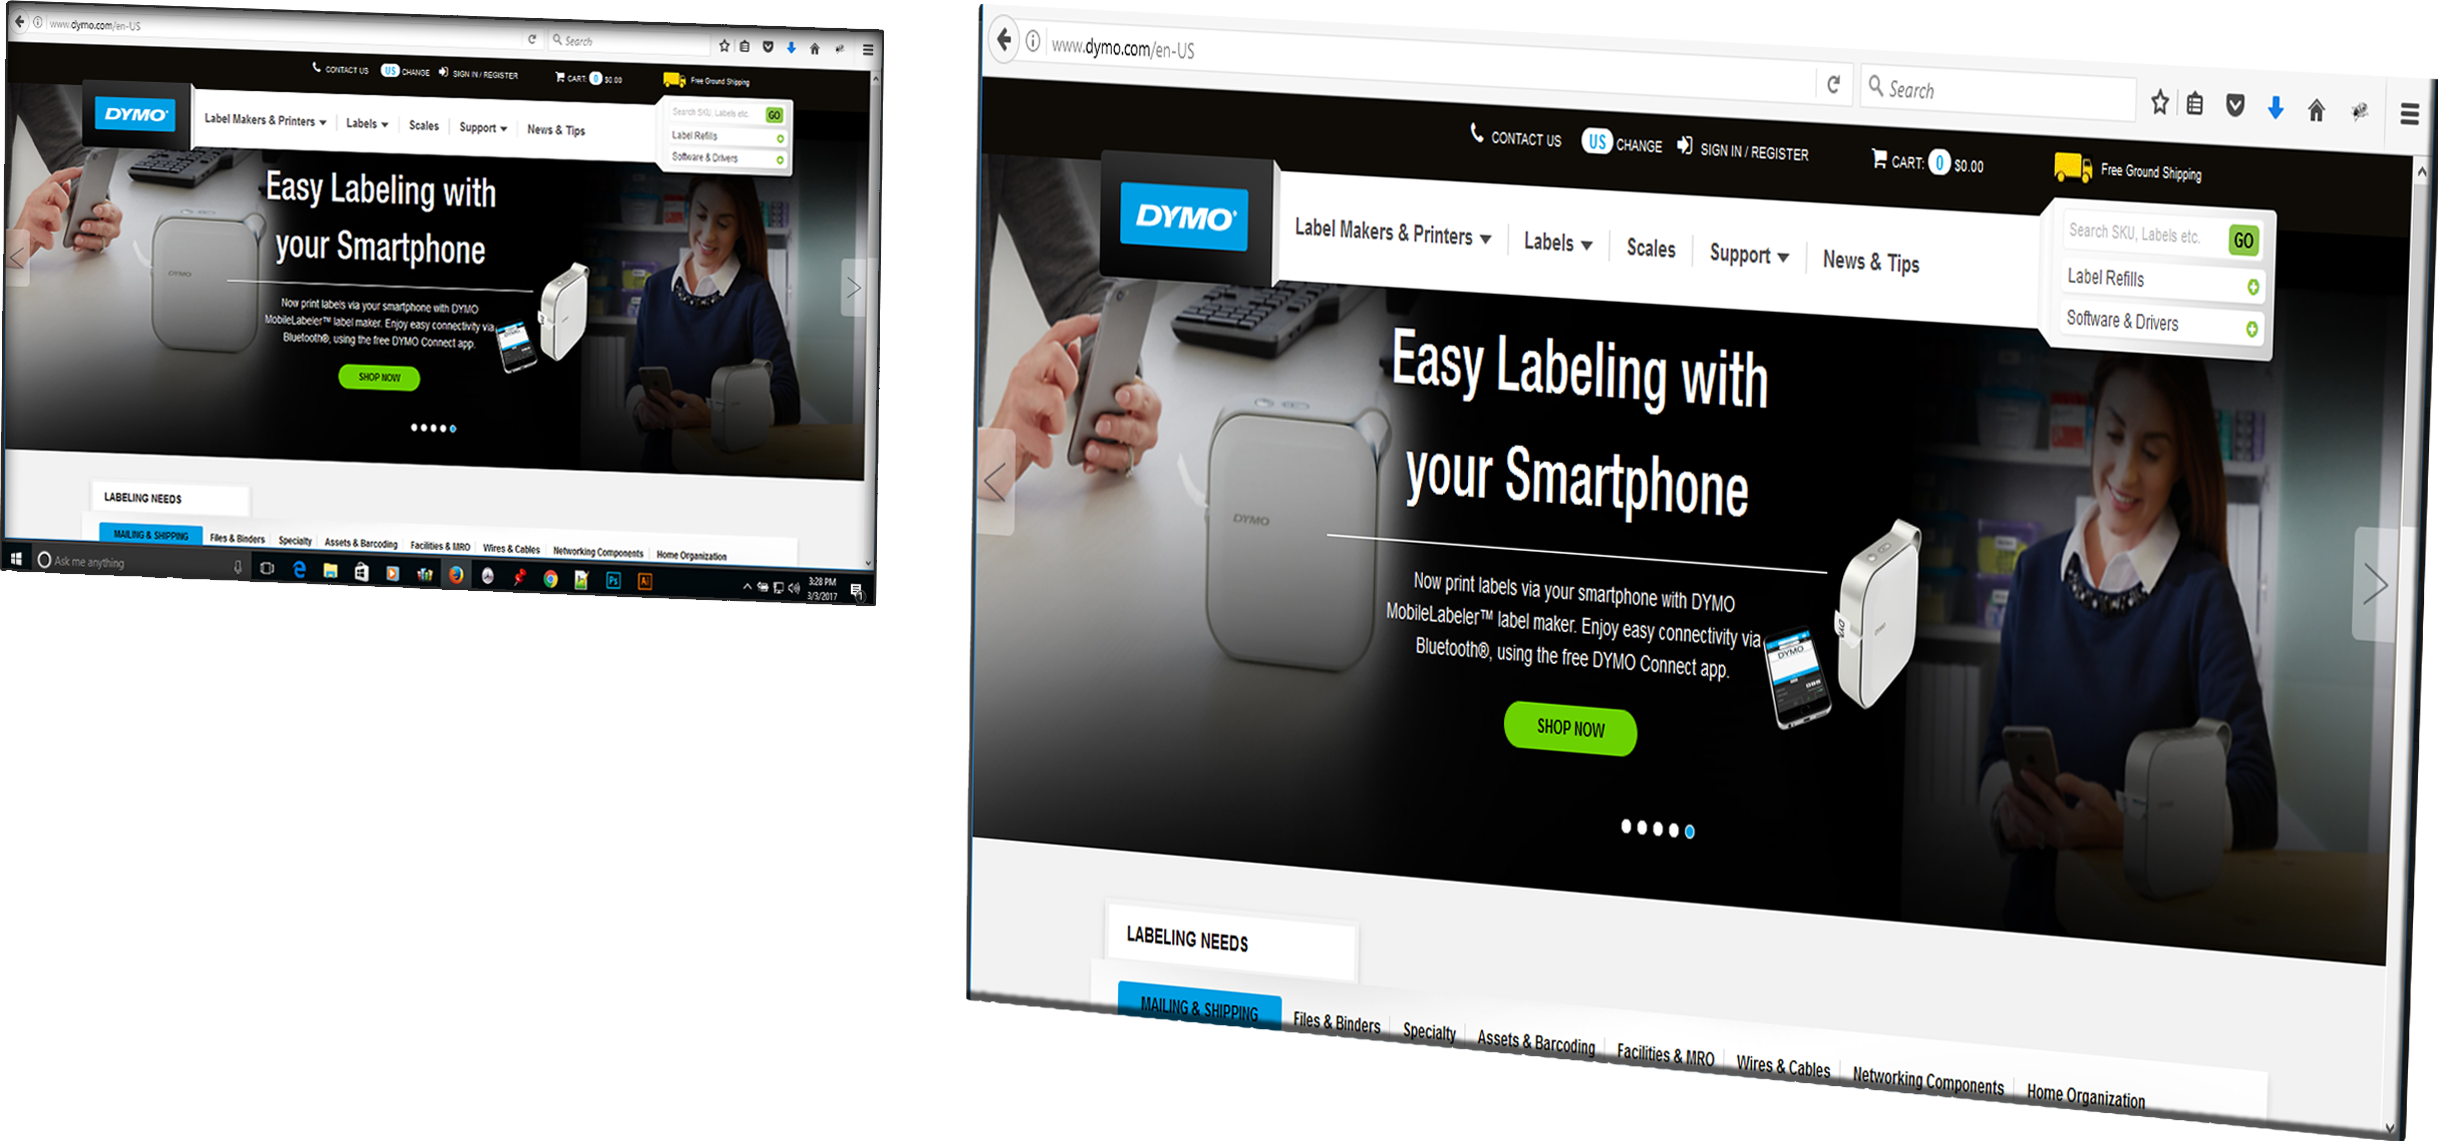 www.dymo.com/en-US
Search
CONTACT US US CHANGE SIGN IN / REGISTER CART: 0 $0.00 Free Ground Shipping
DYMO
Label Makers & Printers Labels Scales Support News & Tips
Search SKU, Labels etc. GO
Label Refills
Software & Drivers
Easy Labeling with
your Smartphone
DYMO
Now print labels via your smartphone with DYMO
MobileLabeler™ label maker. Enjoy easy connectivity via
Bluetooth®, using the free DYMO Connect app.
SHOP NOW
LABELING NEEDS
MAILING & SHIPPING Files & Binders Specialty Assets & Barcoding Facilities & MRO Wires & Cables Networking Components Home Organization
Ask me anything
Ps Ai
3:28 PM
3/3/2017
1
www.dymo.com/en-US
Search
CONTACT US US CHANGE SIGN IN / REGISTER CART: 0 $0.00 Free Ground Shipping
DYMO
Label Makers & Printers Labels Scales Support News & Tips
Search SKU, Labels etc. GO
Label Refills
Software & Drivers
Easy Labeling with
your Smartphone
DYMO
Now print labels via your smartphone with DYMO
MobileLabeler™ label maker. Enjoy easy connectivity via
Bluetooth®, using the free DYMO Connect app.
DYMO
SHOP NOW
LABELING NEEDS
MAILING & SHIPPING Files & Binders Specialty Assets & Barcoding Facilities & MRO Wires & Cables Networking Components Home Organization